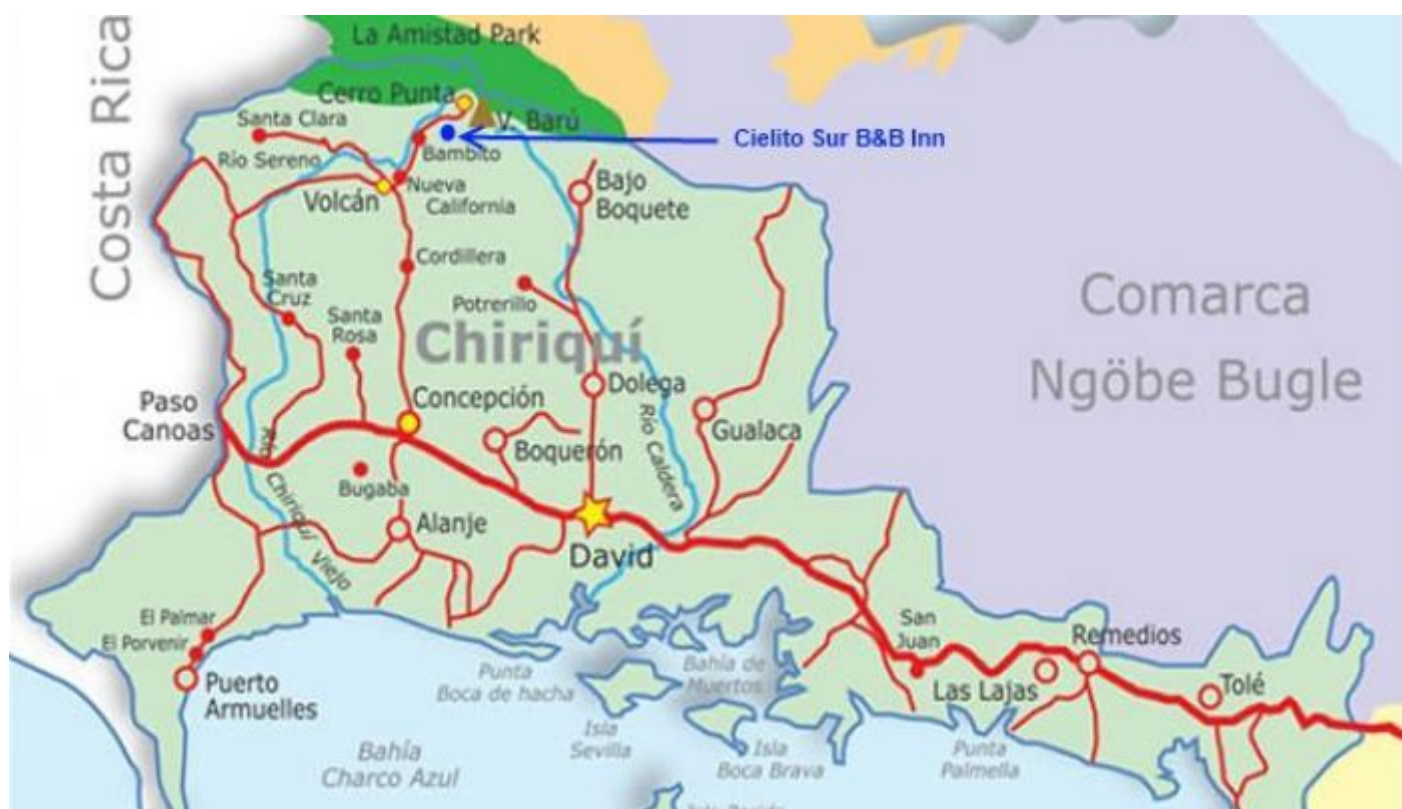 Costa Rica
La Amistad Park
Cerro Punta
V. Barú
Santa Clara
Cielito Sur B&B Inn
Río Sereno
Bambito
Nueva
California
Volcán
Bajo
Boquete
Cordillera
Santa
Cruz
Potrerillo
Santa
Rosa
Chiriquí
Comarca
Ngöbe Bugle
Paso
Canoas
Concepción
Dolega
Gualaca
Boquerón
Río Caldera
Río Chiriquí Viejo
Bugaba
Alanje
David
El Palmar
El Porvenir
Puerto
Armuelles
San
Juan
Remedios
Las Lajas
Tolé
Punta
Boca de hacha
Bahía de
Muertos
Isla
Sevilla
Isla
Boca Brava
Punta
Palmella
Bahía
Charco Azul